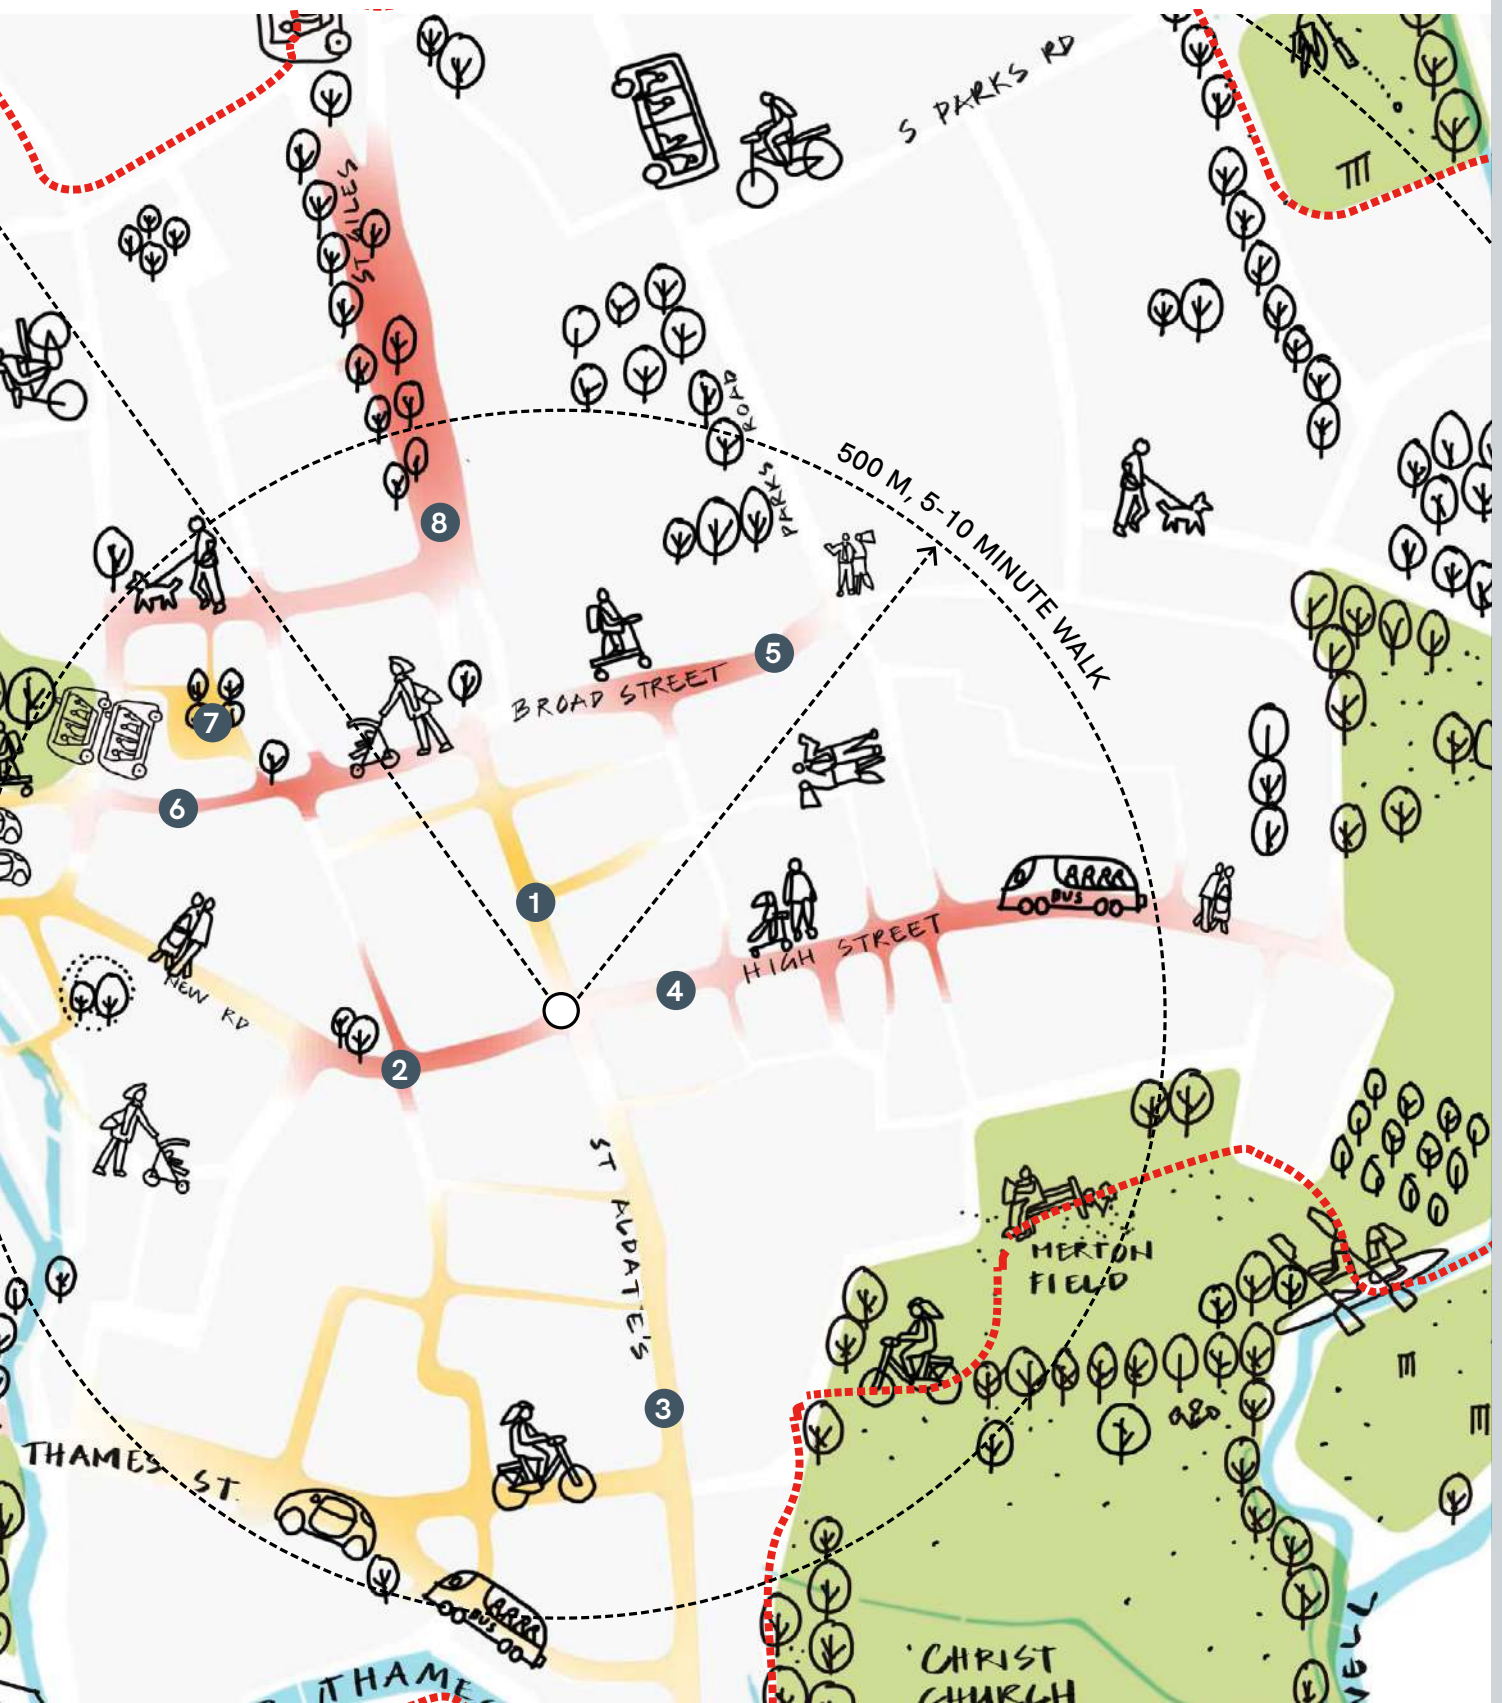 S PARKS RD
ST GILES
PARKS ROAD
500 M, 5-10 MINUTE WALK
8
5
BROAD STREET
7
6
1
BUS
HIGH STREET
4
NEW RD
2
ST ALDATE'S
MERTON
FIELD
3
THAMES ST.
BUS
THAMES
CHRIST
CHURCH